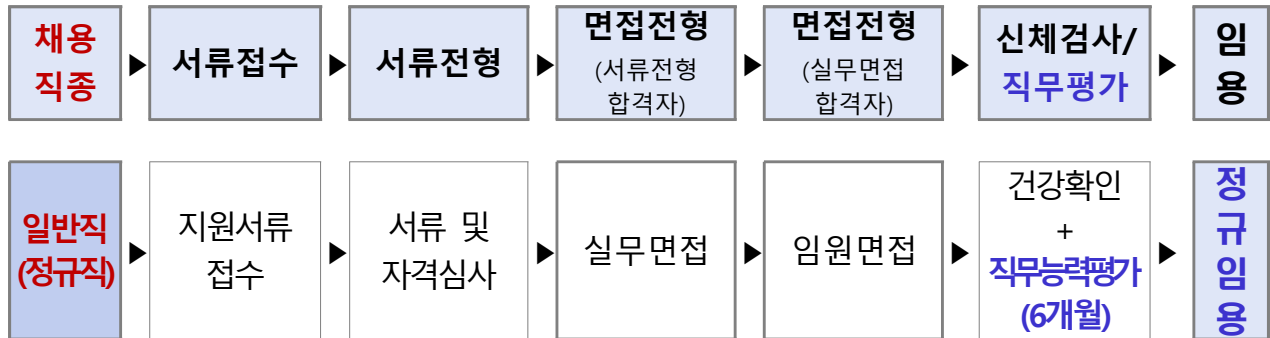 채용
직종
▶
서류접수
▶
서류전형
▶
면접전형
(서류전형
합격자)
▶
면접전형
(실무면접
합격자)
▶
신체검사/
직무평가
▶
임
용
일반직
(정규직)
▶
지원서류
접수
▶
서류 및
자격심사
▶
실무면접
▶
임원면접
▶
건강확인
+
직무능력평가
(6개월)
▶
정
규
임
용